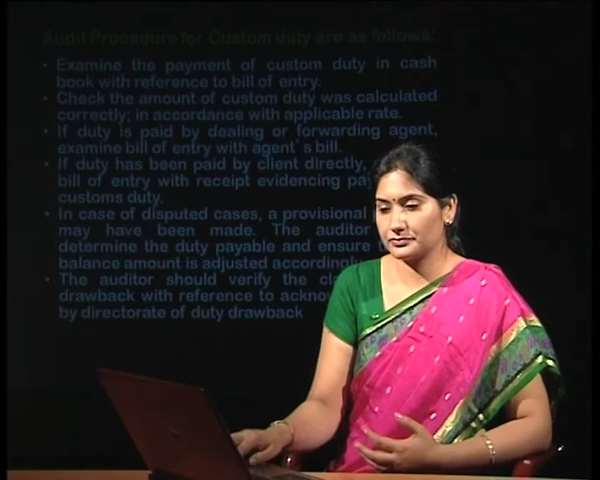 Audit Procedure for Custom duty are as follows:
• Examine the payment of custom duty in cash
book with reference to bill of entry.
• Check the amount of custom duty was calculated
correctly; in accordance with applicable rate.
• If duty is paid by dealing or forwarding agent,
examine bill of entry with agent's bill.
• If duty has been paid by client directly,
bill of entry with receipt evidencing
customs duty.
• In case of disputed cases, a provisional
may have been made. The auditor
determine the duty payable and ensure
balance amount is adjusted accordingly
• The auditor should verify the
drawback with reference to
by directorate of duty drawback